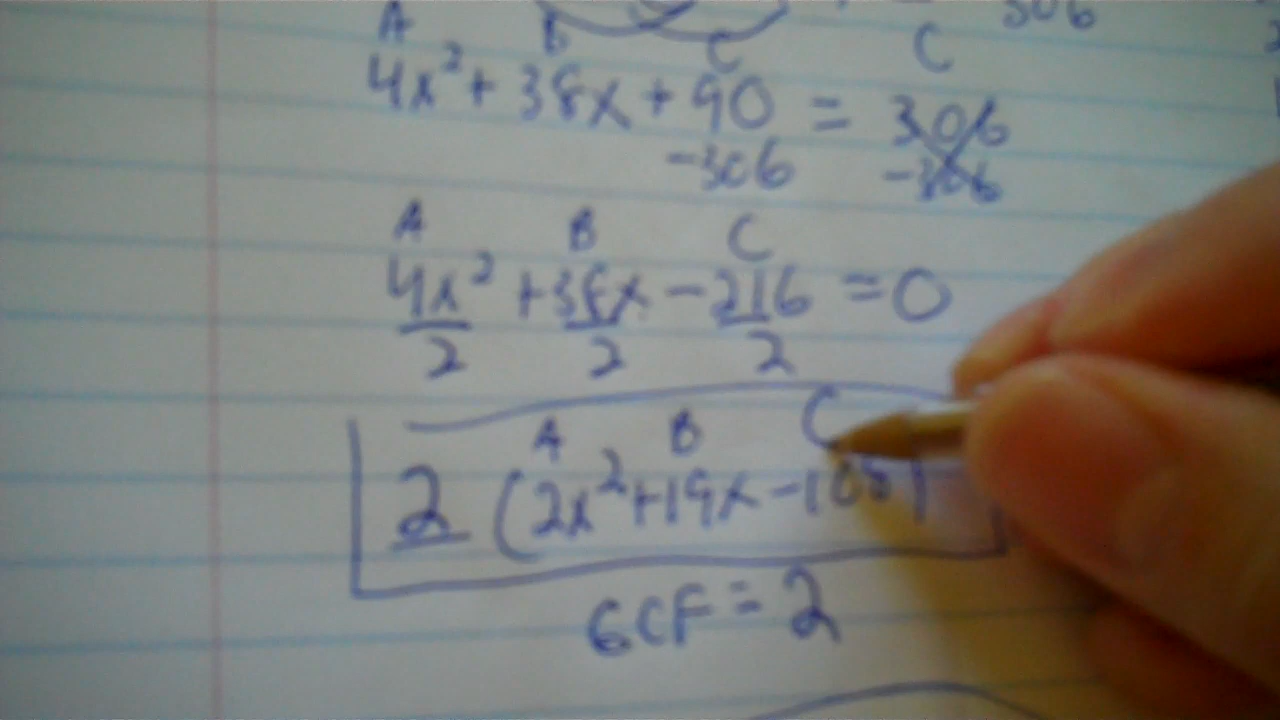 306
A B C C
4x² + 38x + 90 = 306
-306 -306
A B C
4x² +38x -216 = 0
2 2 2
A B C
2 (2x² +19x -108)
GCF = 2